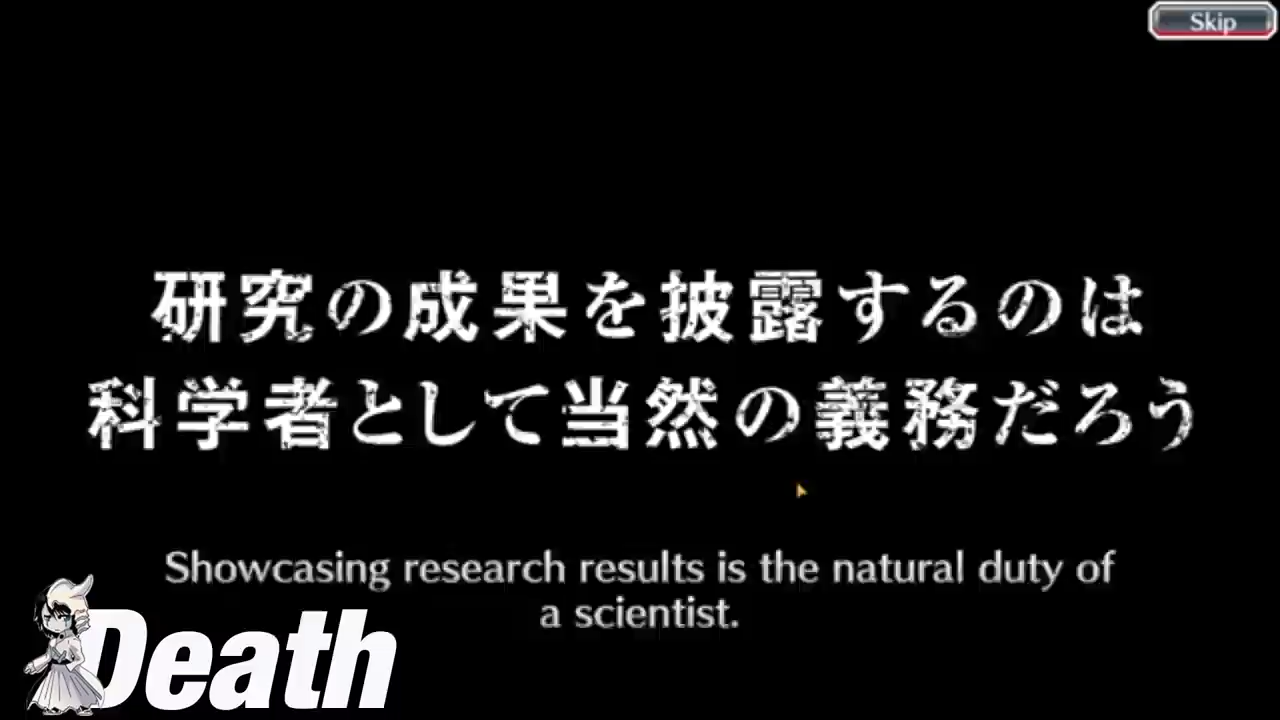 Skip
研究の成果を披露するのは
科学者として当然の義務だろう
Showcasing research results is the natural duty of
a scientist.
Death